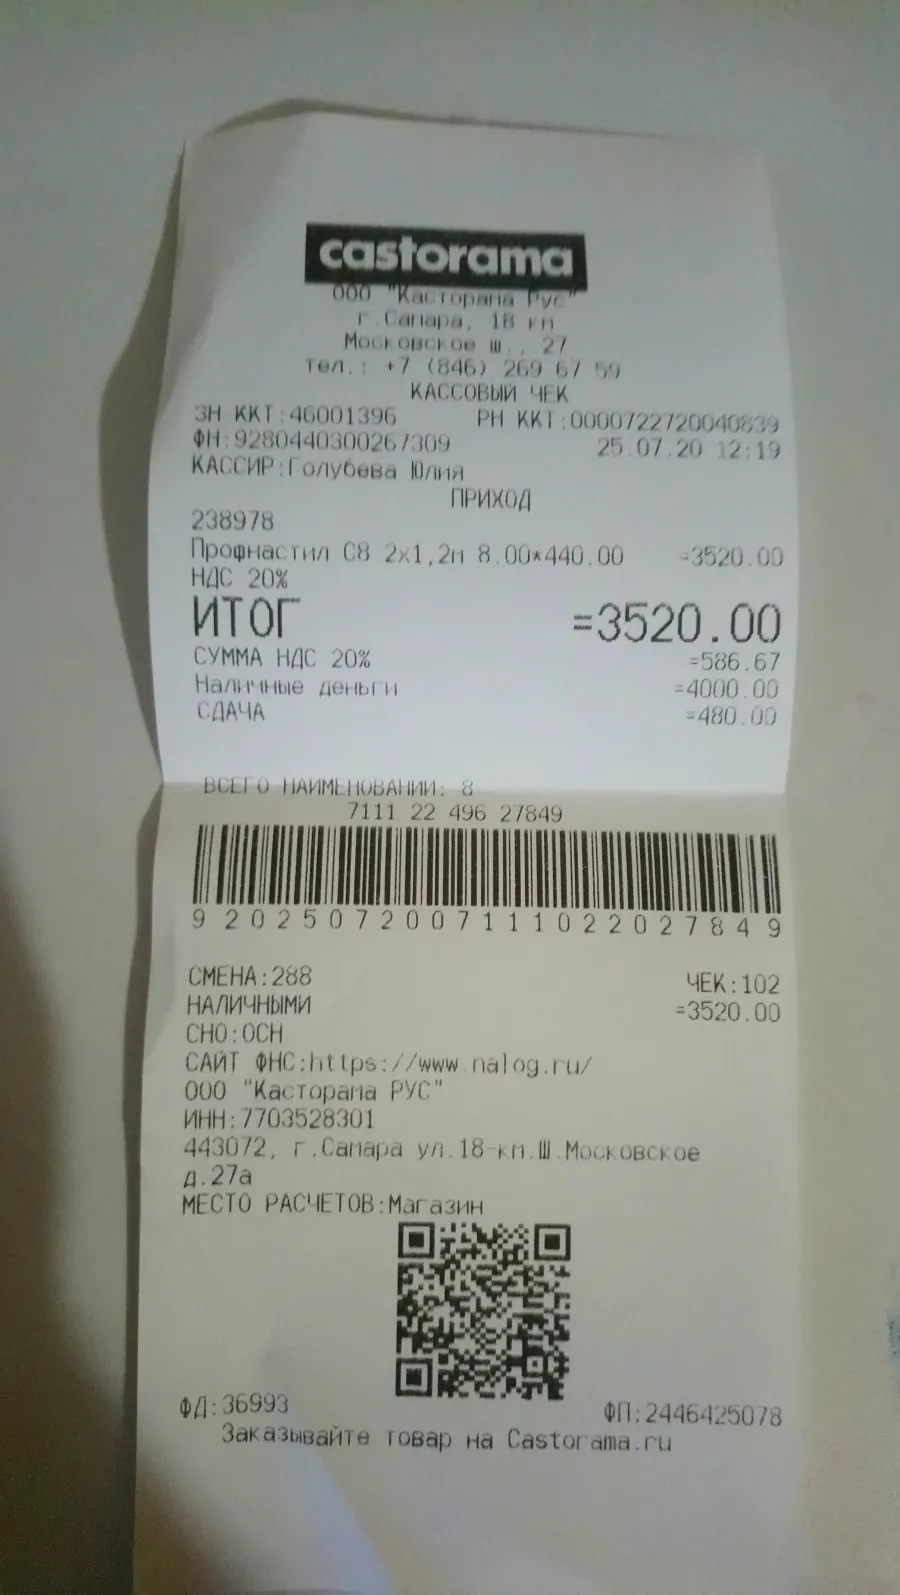 castorama
ООО "Касторама Рус"
г.Самара, 18 км
Московское ш., 27
тел.: +7 (846) 269 67 59
КАССОВЫЙ ЧЕК
ЗН ККТ:46001396 РН ККТ:0000722720040839
ФН:9280440300267309 25.07.20 12:19
КАССИР:Голубева Юлия
ПРИХОД
238978
Профнастил С8 2х1,2м 8.00*440.00 =3520.00
НДС 20%
ИТОГ =3520.00
СУММА НДС 20% =586.67
Наличные деньги =4000.00
СДАЧА =480.00
ВСЕГО НАИМЕНОВАНИЙ: 8
7111 22 496 27849
9202507200711102202784 9
СМЕНА:288 ЧЕК:102
НАЛИЧНЫМИ =3520.00
СНО:ОСН
САЙТ ФНС:https://www.nalog.ru/
ООО "Касторама РУС"
ИНН:7703528301
443072, г.Самара ул.18-км.Ш.Московское
д.27а
МЕСТО РАСЧЕТОВ:Магазин
ФД:36993 ФП:2446425078
Заказывайте товар на Castorama.ru